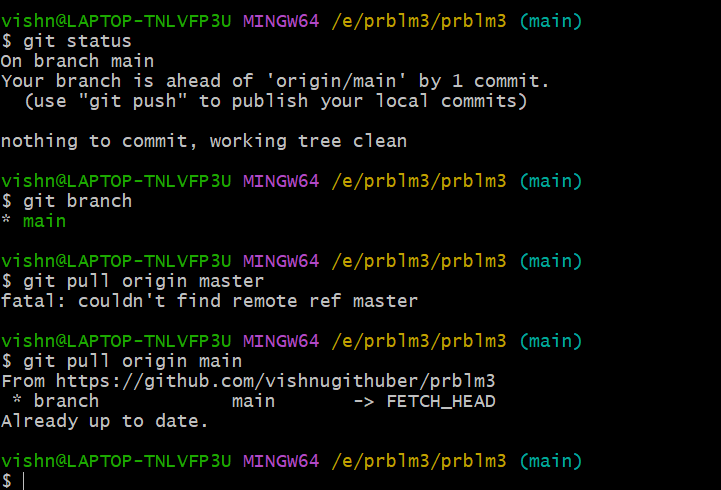 vishn@LAPTOP-TNLVFP3U MINGW64 /e/prblm3/prblm3 (main)
$ git status
On branch main
Your branch is ahead of 'origin/main' by 1 commit.
  (use "git push" to publish your local commits)

nothing to commit, working tree clean

vishn@LAPTOP-TNLVFP3U MINGW64 /e/prblm3/prblm3 (main)
$ git branch
* main

vishn@LAPTOP-TNLVFP3U MINGW64 /e/prblm3/prblm3 (main)
$ git pull origin master
fatal: couldn't find remote ref master

vishn@LAPTOP-TNLVFP3U MINGW64 /e/prblm3/prblm3 (main)
$ git pull origin main
From https://github.com/vishnugithuber/prblm3
 * branch            main       -> FETCH_HEAD
Already up to date.

vishn@LAPTOP-TNLVFP3U MINGW64 /e/prblm3/prblm3 (main)
$